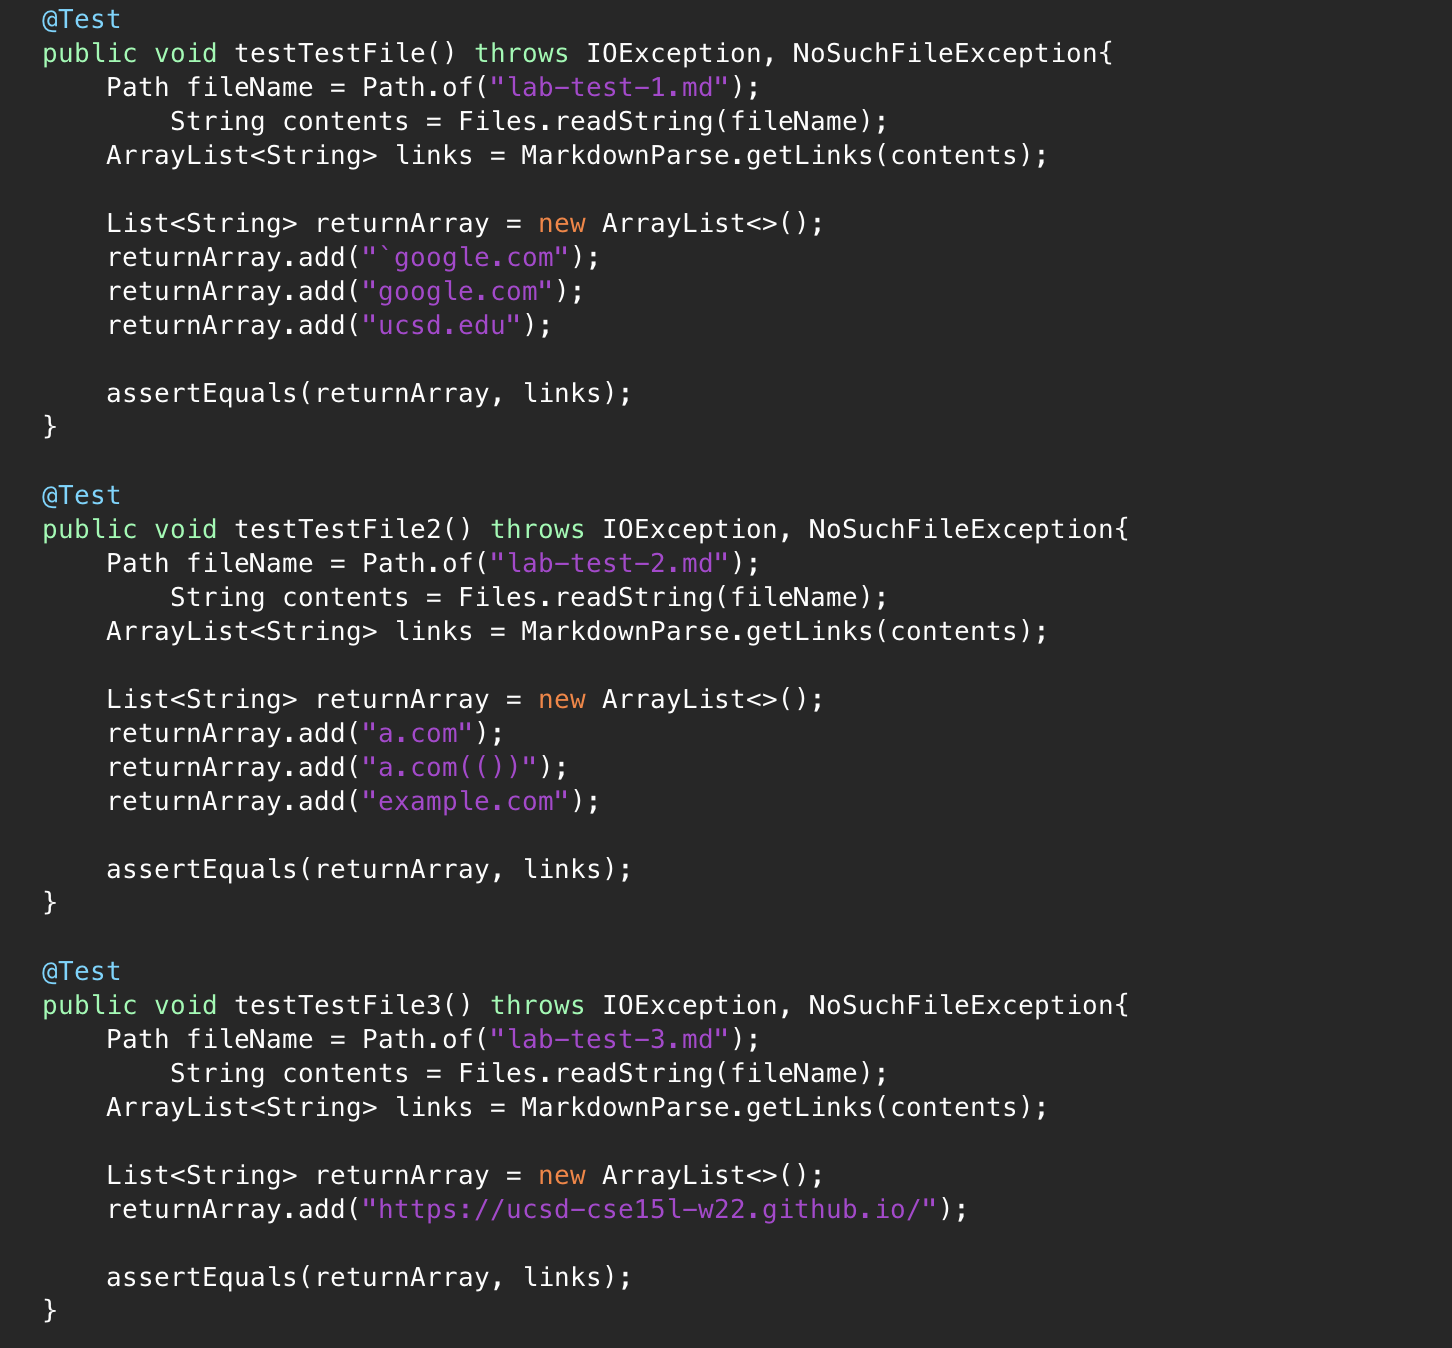 @Test
public void testTestFile() throws IOException, NoSuchFileException{
    Path fileName = Path.of("lab-test-1.md");
        String contents = Files.readString(fileName);
    ArrayList<String> links = MarkdownParse.getLinks(contents);

    List<String> returnArray = new ArrayList<>();
    returnArray.add("`google.com");
    returnArray.add("google.com");
    returnArray.add("ucsd.edu");

    assertEquals(returnArray, links);
}

@Test
public void testTestFile2() throws IOException, NoSuchFileException{
    Path fileName = Path.of("lab-test-2.md");
        String contents = Files.readString(fileName);
    ArrayList<String> links = MarkdownParse.getLinks(contents);

    List<String> returnArray = new ArrayList<>();
    returnArray.add("a.com");
    returnArray.add("a.com(())");
    returnArray.add("example.com");

    assertEquals(returnArray, links);
}

@Test
public void testTestFile3() throws IOException, NoSuchFileException{
    Path fileName = Path.of("lab-test-3.md");
        String contents = Files.readString(fileName);
    ArrayList<String> links = MarkdownParse.getLinks(contents);

    List<String> returnArray = new ArrayList<>();
    returnArray.add("https://ucsd-cse15l-w22.github.io/");

    assertEquals(returnArray, links);
}